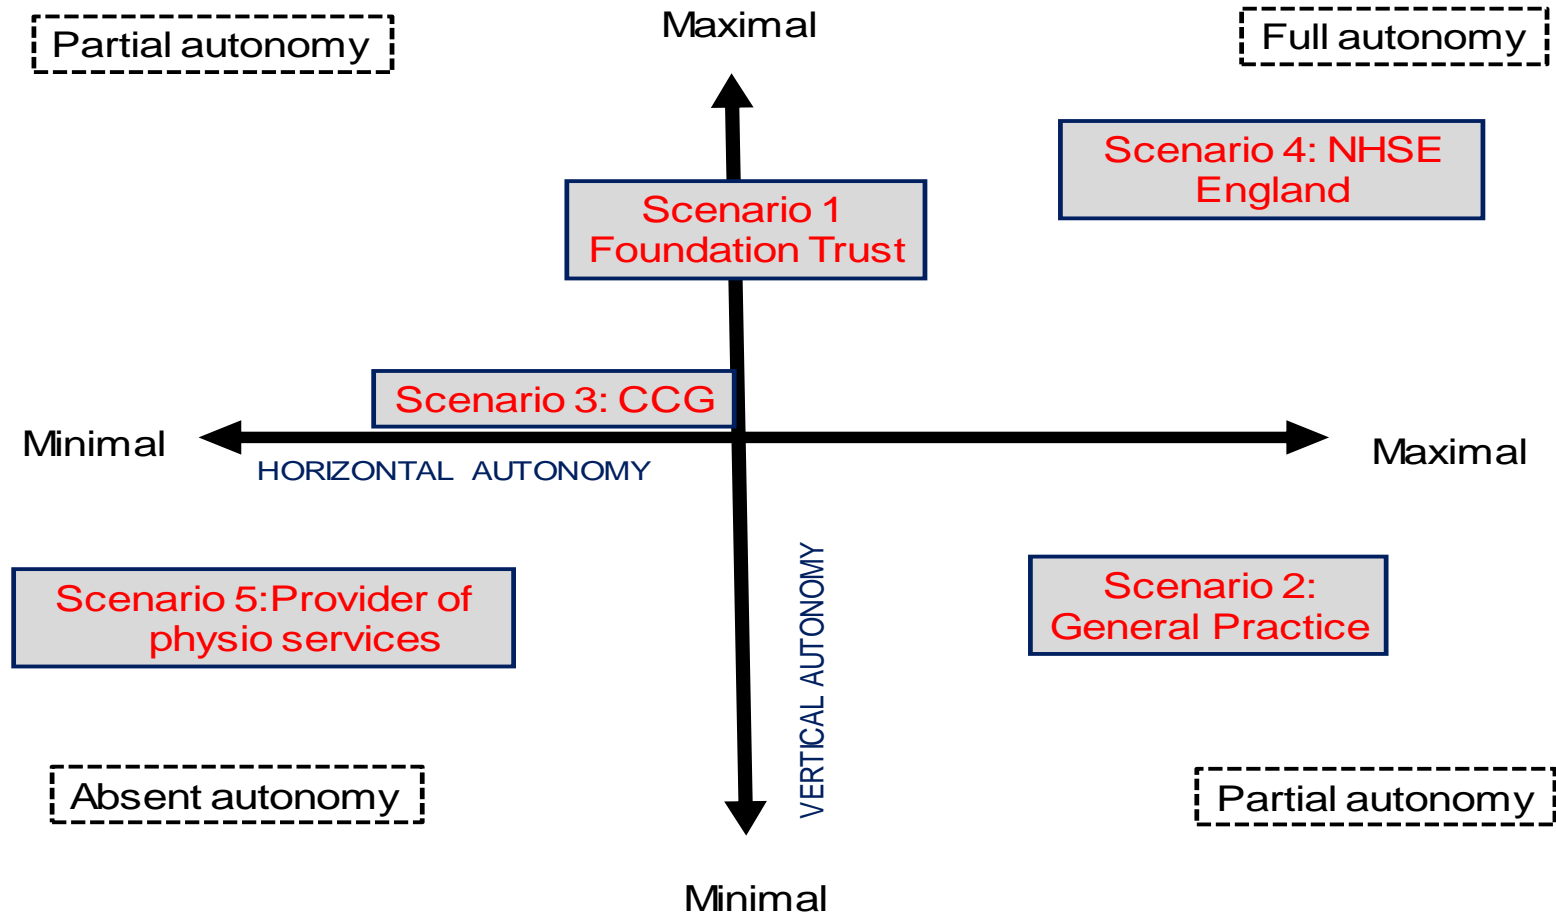 Partial autonomy
Maximal
Full autonomy
Scenario 4: NHSE
England
Scenario 1
Foundation Trust
Scenario 3: CCG
Minimal
Maximal
HORIZONTAL AUTONOMY
VERTICAL AUTONOMY
Scenario 5:Provider of
physio services
Scenario 2:
General Practice
Absent autonomy
Partial autonomy
Minimal